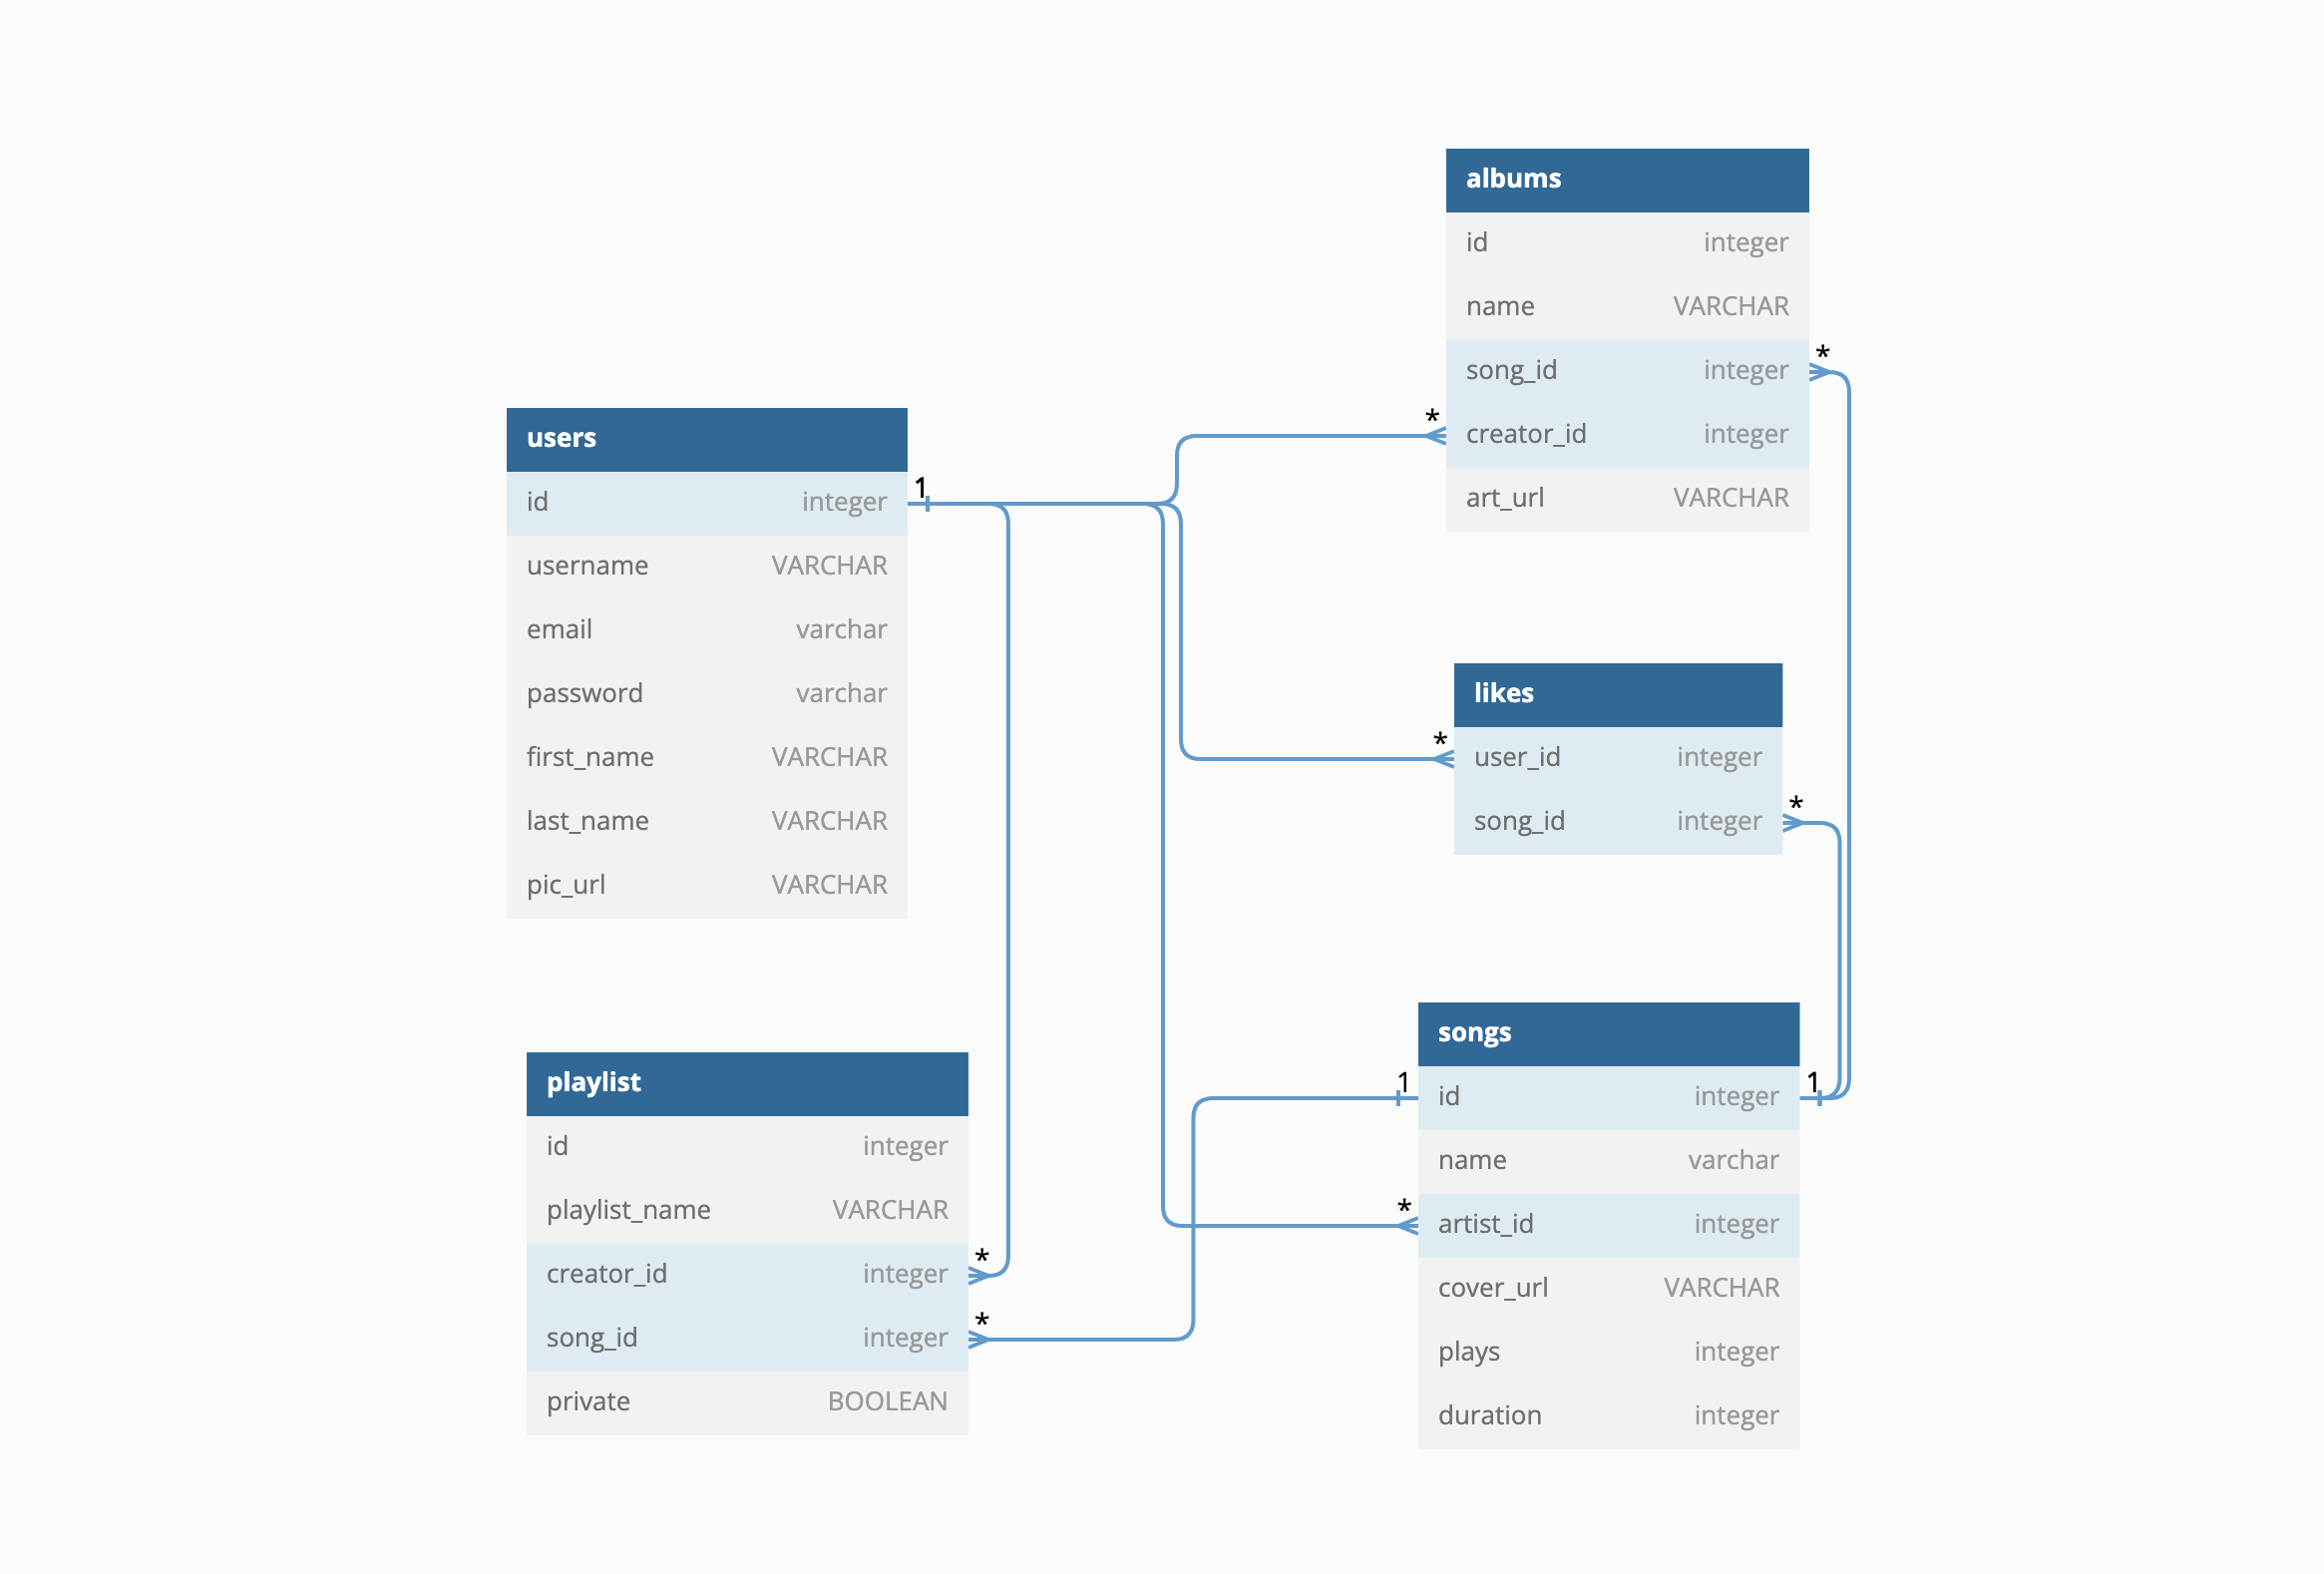 albums
id integer
name VARCHAR
song_id integer
*
creator_id integer
*
art_url VARCHAR
users
id integer
1
username VARCHAR
email varchar
password varchar
first_name VARCHAR
last_name VARCHAR
pic_url VARCHAR
likes
user_id integer
*
song_id integer
*
playlist
id integer
playlist_name VARCHAR
creator_id integer
*
song_id integer
*
private BOOLEAN
songs
1
id integer
1
name varchar
*
artist_id integer
cover_url VARCHAR
plays integer
duration integer